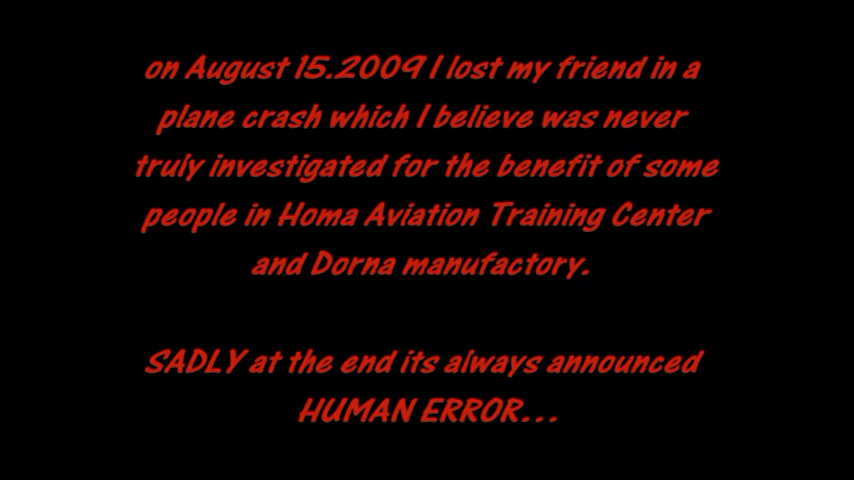 on August 15.2009 I lost my friend in a
plane crash which I believe was never
truly investigated for the benefit of some
people in Homa Aviation Training Center
and Dorna manufactory.
SADLY at the end its always announced
HUMAN ERROR...